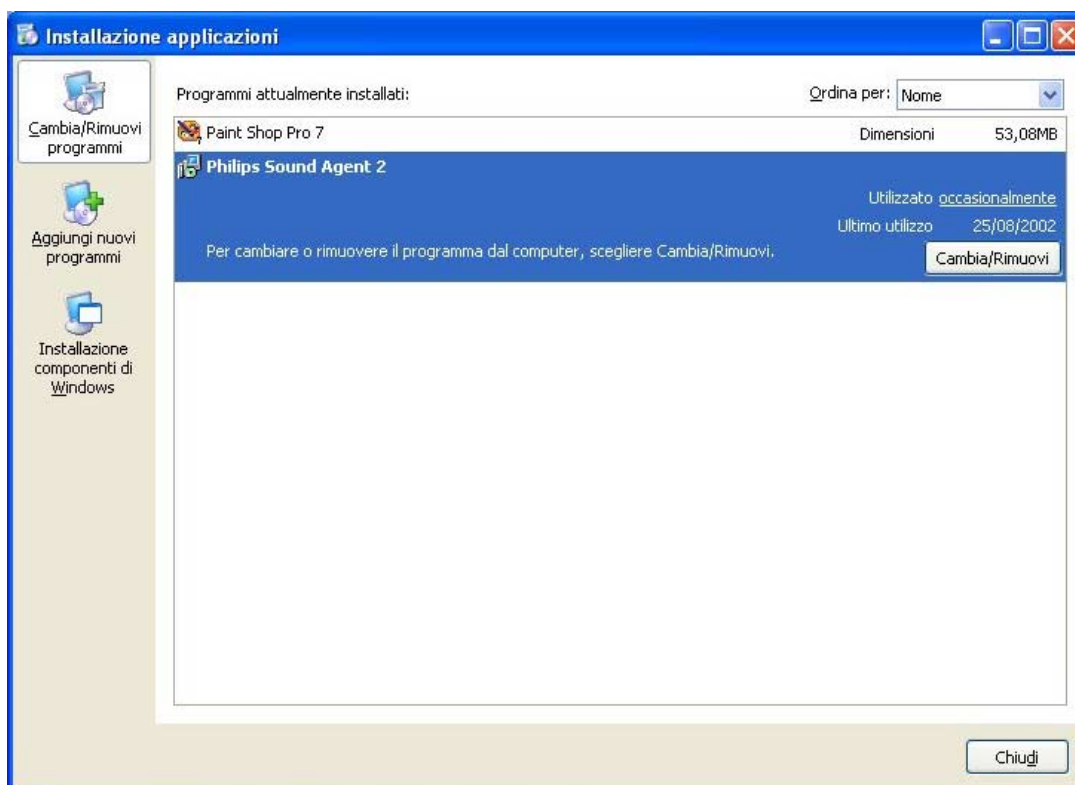 Installazione applicazioni
Cambia/Rimuovi
programmi
Aggiungi nuovi
programmi
Installazione
componenti di
Windows
Programmi attualmente installati:
Ordina per: Nome
Paint Shop Pro 7 Dimensioni 53,08MB
Philips Sound Agent 2
Utilizzato occasionalmente
Ultimo utilizzo 25/08/2002
Per cambiare o rimuovere il programma dal computer, scegliere Cambia/Rimuovi.
Cambia/Rimuovi
Chiudi